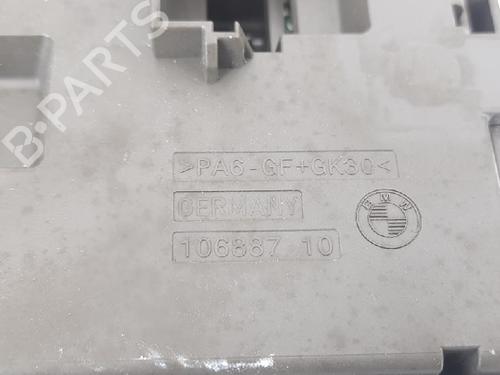 B-PARTS
>PA6-GF+GK30<
GERMANY
106887 10
BMW